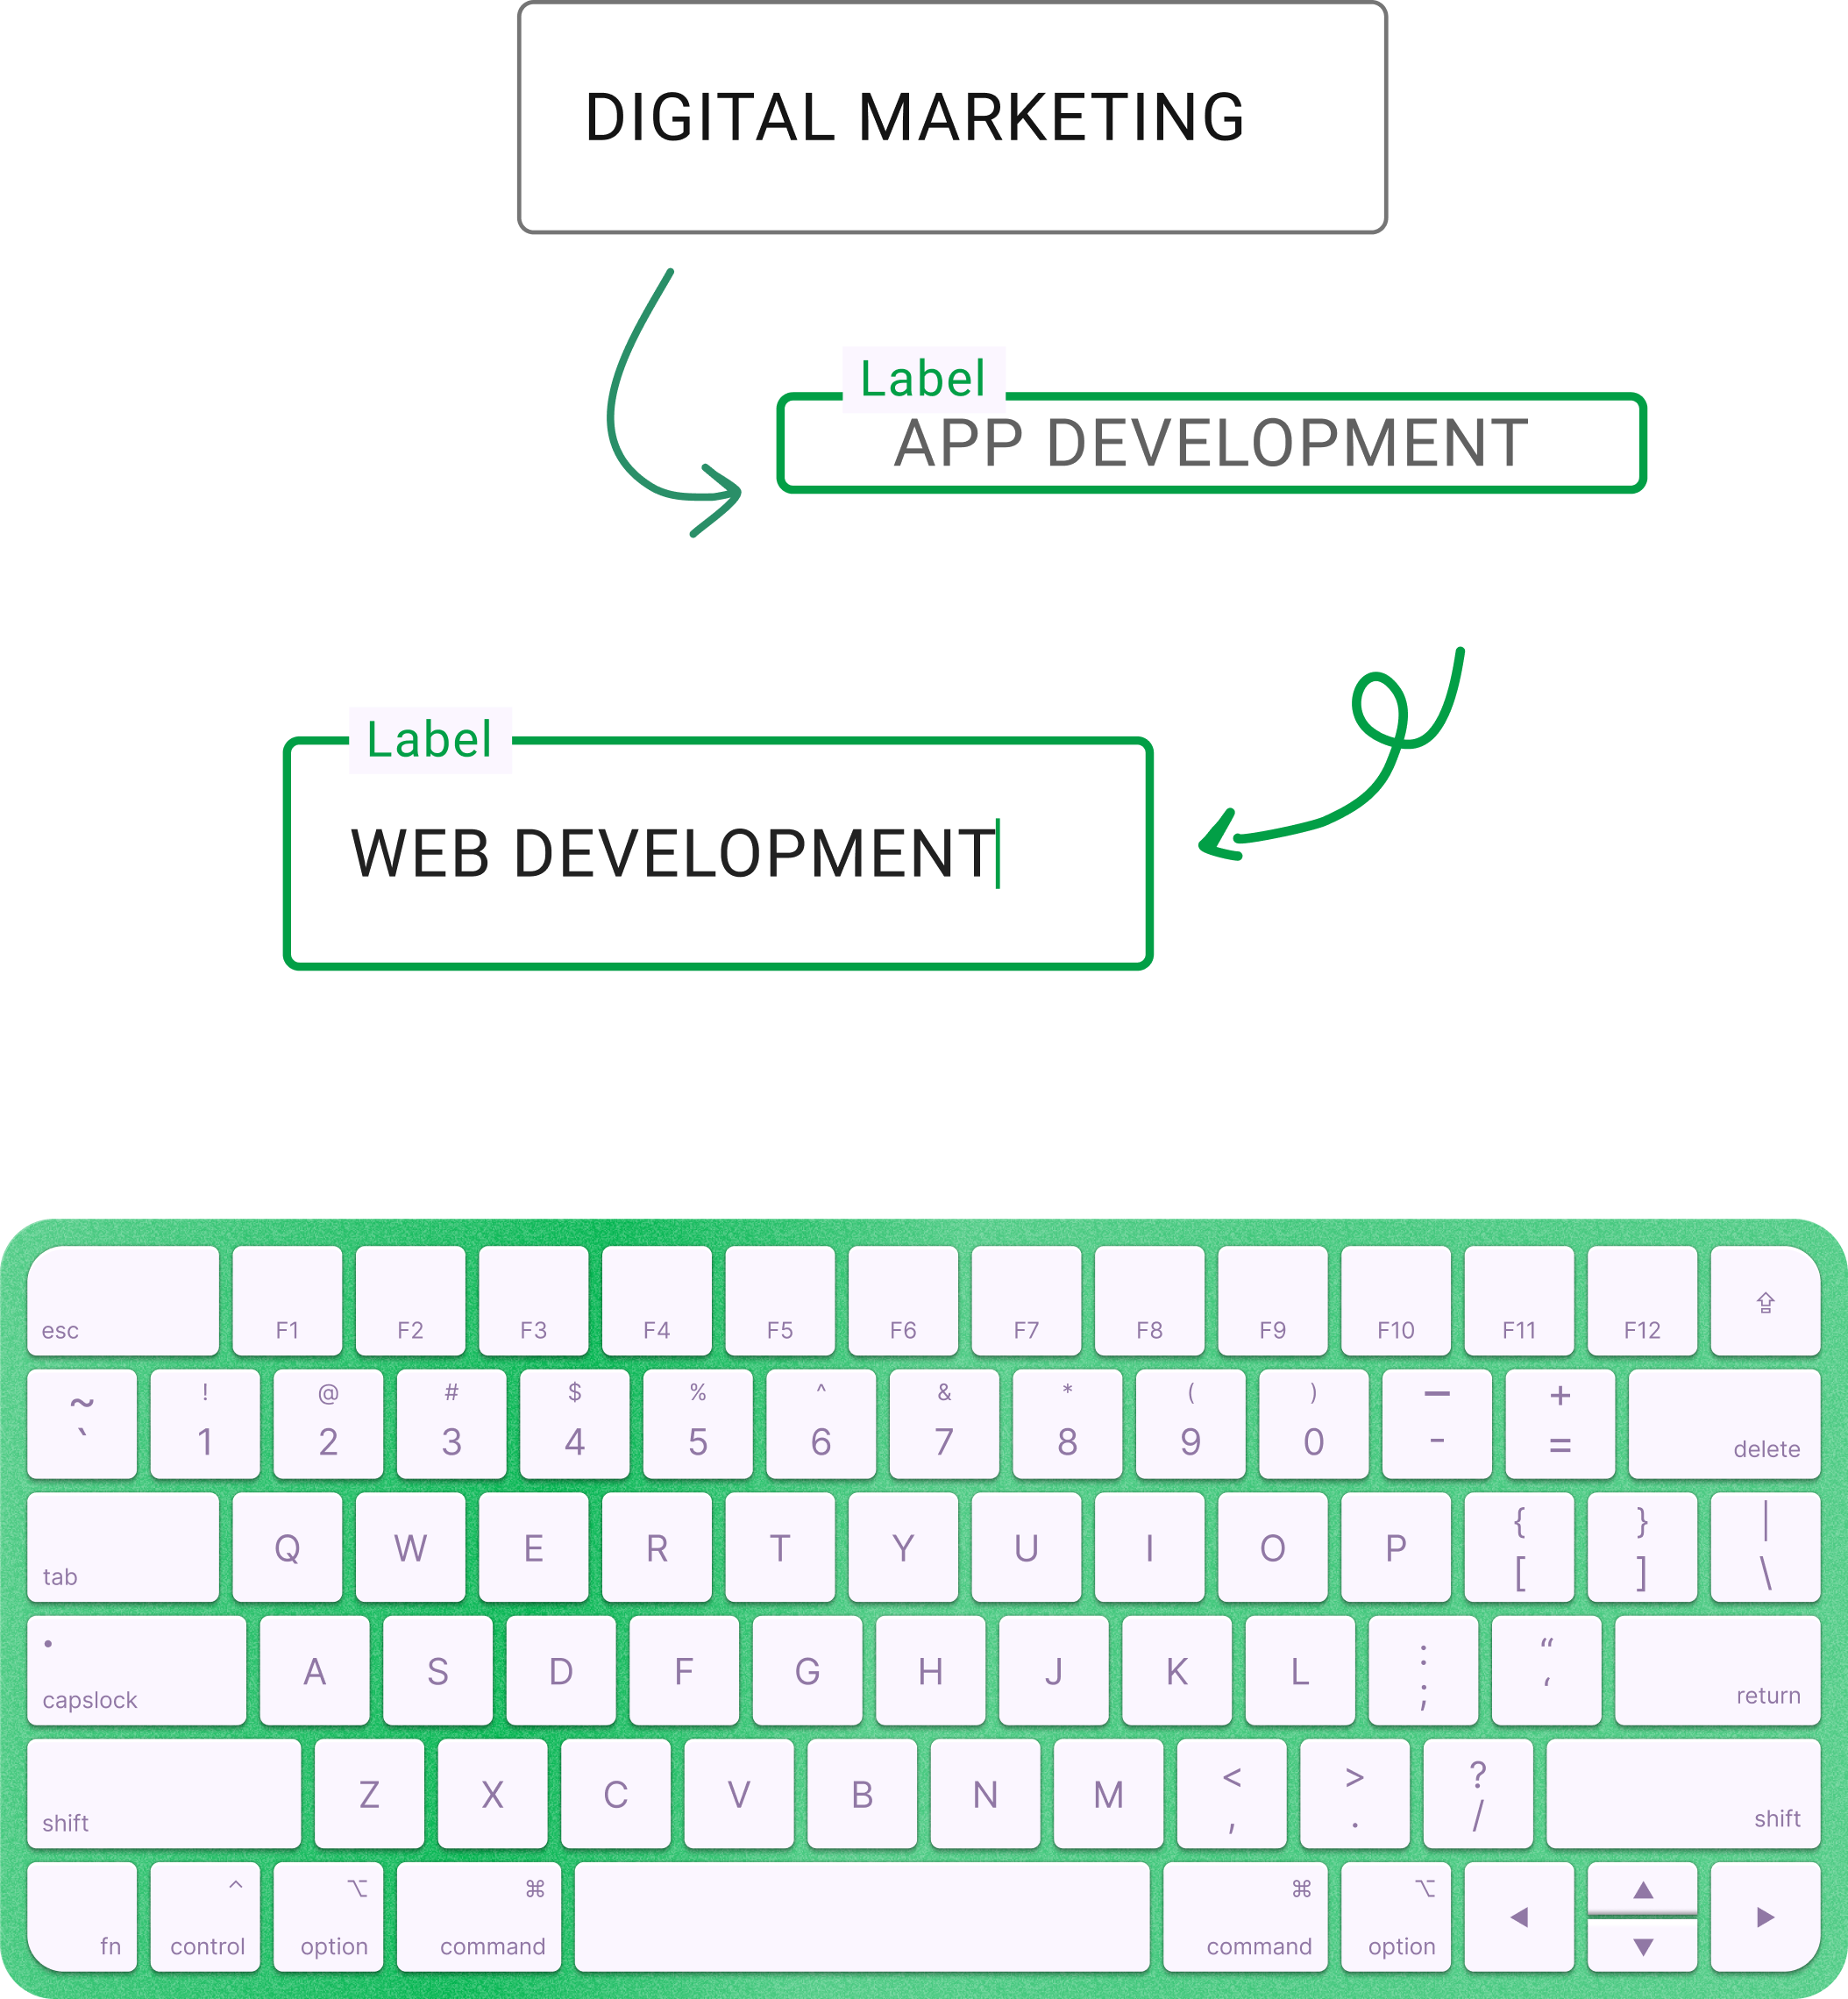 DIGITAL MARKETING
Label
APP DEVELOPMENT
Label
WEB DEVELOPMENT
esc F1 F2 F3 F4 F5 F6 F7 F8 F9 F10 F11 F12
~ ! @ # $ % ^ & * ( ) — +
` 1 2 3 4 5 6 7 8 9 0 - = delete
{ } |
tab Q W E R T Y U I O P [ ] \
• : “
capslock A S D F G H J K L ; ‘ return
< > ?
shift Z X C V B N M , . / shift
^ ⌥ ⌘ ⌘ ⌥ ▲
fn control option command command option ◀ ▼ ▶